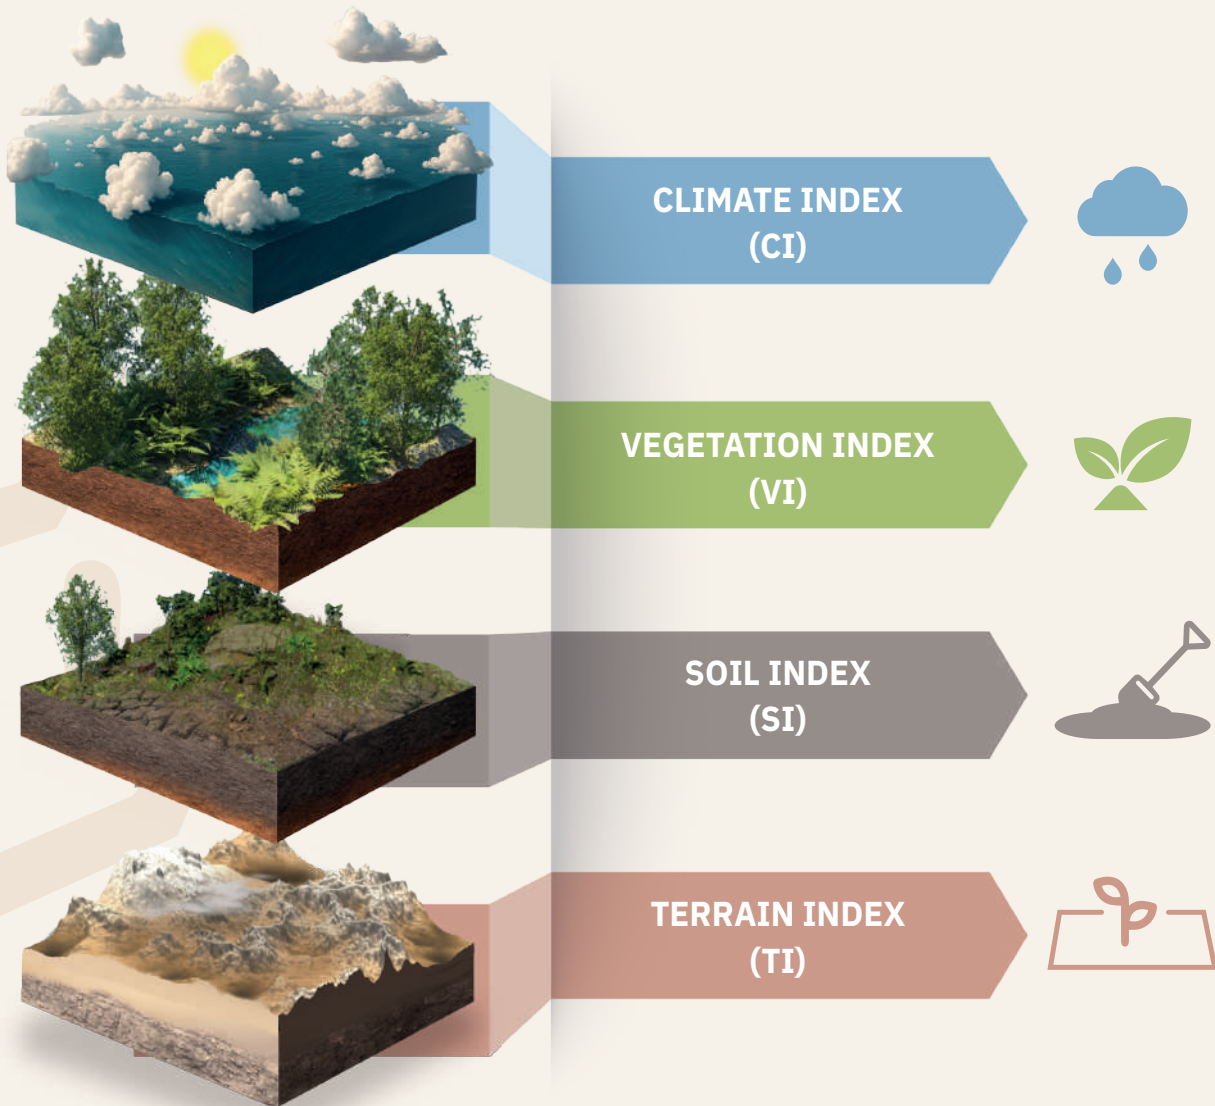 CLIMATE INDEX
(CI)
VEGETATION INDEX
(VI)
SOIL INDEX
(SI)
TERRAIN INDEX
(TI)